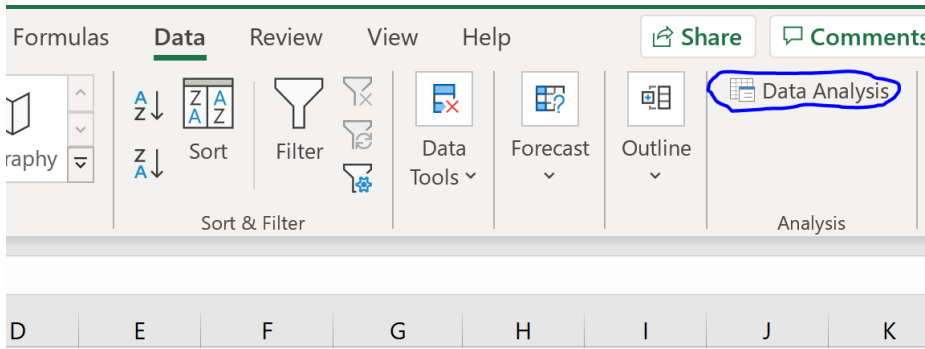 Formulas Data Review View Help Share Comments
Data Analysis
raphy Sort Filter Data Tools Forecast Outline
Sort & Filter Analysis
D E F G H I J K